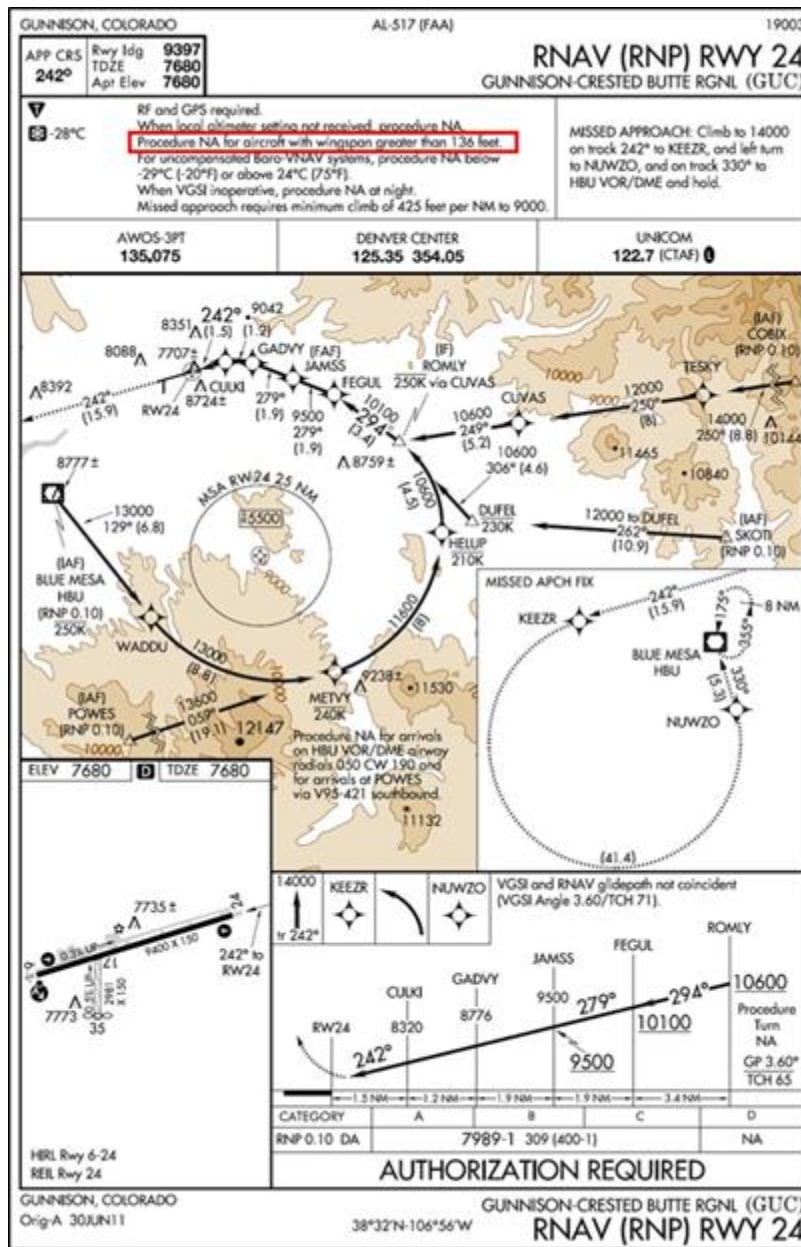 GUNNISON, COLORADO
AL-517 (FAA)
19003
APP CRS
242°
Rwy ldg 9397
TDZE 7680
Apt Elev 7680
RNAV (RNP) RWY 24
GUNNISON-CRESTED BUTTE RGNL (GUC)
T
-28°C
RF and GPS required.
When local altimeter setting not received, procedure NA.
Procedure NA for aircraft with wingspan greater than 136 feet.
For uncompensated Baro-VNAV systems, procedure NA below
-29°C (-20°F) or above 24°C (75°F).
When VGSI inoperative, procedure NA at night.
Missed approach requires minimum climb of 425 feet per NM to 9000.
MISSED APPROACH: Climb to 14000
on track 242° to KEEZR, and left turn
to NUWZO, and on track 330° to
HBU VOR/DME and hold.
AWOS-3PT
135.075
DENVER CENTER
125.35 354.05
UNICOM
122.7 (CTAF) L
8351
242°
(1.5)
9042
(1.2)
8088
7707±
GADVY
(FAF)
JAMSS
FEGUL
8392
RW24
CULKI
8724±
242°
(15.9)
279°
(1.9)
9500
279°
(1.9)
10100
294°
(3.4)
(IF)
ROMLY
250K via CUVAS
CUVAS
10600
249°
(5.2)
10600
10000
9000
TESKY
12000
250°
(8)
14000
250° (8.8)
(IAF)
COBIX
(RNP 0.10)
10144
11465
10840
8759±
306° (4.6)
10600
(4.5)
DUFEL
230K
HELUP
210K
12000 to DUFEL
262°
(10.9)
(IAF)
SKOTI
(RNP 0.10)
8777±
13000
129° (6.8)
(IAF)
BLUE MESA
HBU
(RNP 0.10)
250K
MSA RW24 25 NM
15500
9000
WADDU
13000
(8.8)
11600
(8)
METVY
240K
9238±
11530
(IAF)
POWES
(RNP 0.10)
10000
13600
059°
(19.1)
10000
12147
Procedure NA for arrivals
on HBU VOR/DME airway
radials 050 CW 190 and
for arrivals at POWES
via V95-421 southbound.
11132
MISSED APCH FIX
KEEZR
242°
(15.9)
175°
355°
8 NM
BLUE MESA
HBU
330°
(5.3)
NUWZO
(41.4)
ELEV 7680
D
TDZE 7680
7735±
0.3% UP
9400 X 150
24
242° to
RW24
6
17
7773
2981
X 150
35
HIRL Rwy 6-24
REIL Rwy 24
14000
tr 242°
KEEZR
NUWZO
VGSI and RNAV glidepath not coincident
(VGSI Angle 3.60/TCH 71).
RW24
CULKI
8320
GADVY
8776
JAMSS
9500
FEGUL
ROMLY
242°
279°
294°
9500
10100
10600
Procedure
Turn
NA
GP 3.60°
TCH 65
1.5 NM
1.2 NM
1.9 NM
1.9 NM
3.4 NM
CATEGORY A B C D
RNP 0.10 DA 7989-1 309 (400-1) NA
AUTHORIZATION REQUIRED
GUNNISON, COLORADO
Orig-A 30JUN11
38°32'N-106°56'W
GUNNISON-CRESTED BUTTE RGNL (GUC)
RNAV (RNP) RWY 24